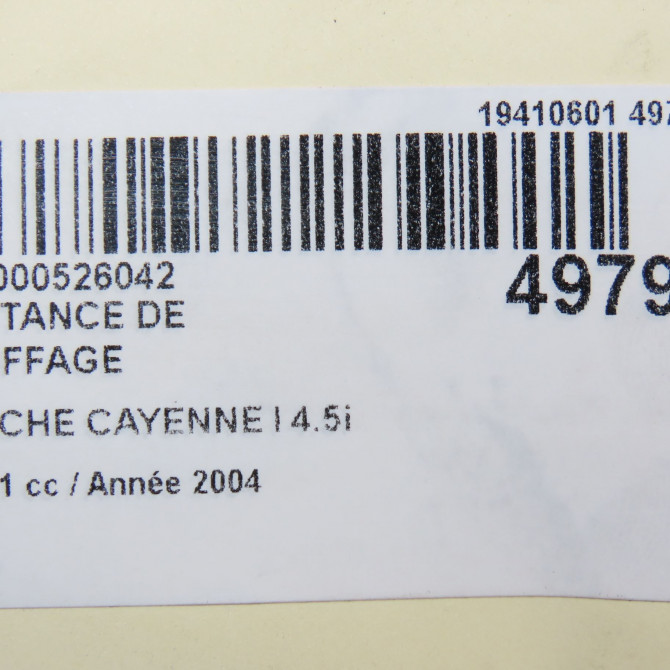 19410601 497
000526042
4979
TANCE DE
FFAGE
CHE CAYENNE I 4.5i
1 cc / Année 2004